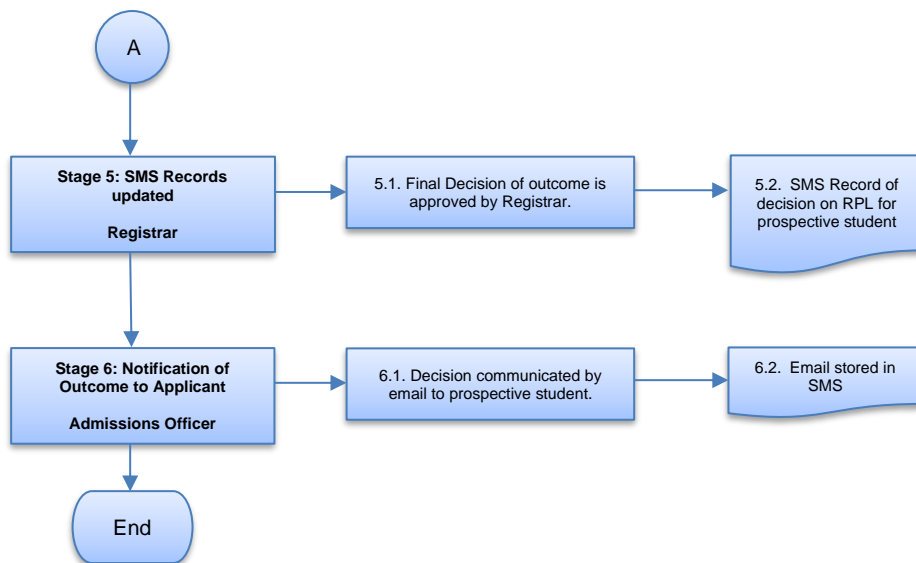 A
Stage 5: SMS Records
updated
Registrar
5.1. Final Decision of outcome is
approved by Registrar.
5.2. SMS Record of
decision on RPL for
prospective student
Stage 6: Notification of
Outcome to Applicant
Admissions Officer
6.1. Decision communicated by
email to prospective student.
6.2. Email stored in
SMS
End